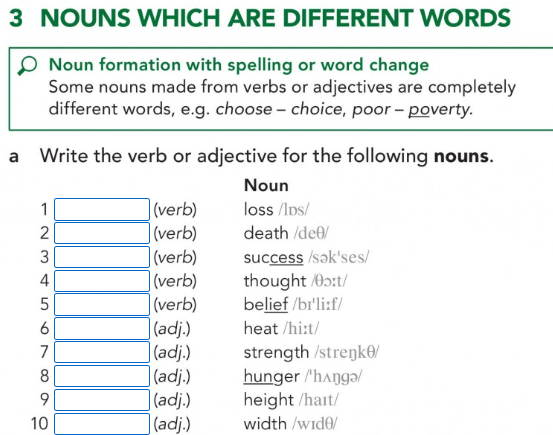 3 NOUNS WHICH ARE DIFFERENT WORDS
Noun formation with spelling or word change
Some nouns made from verbs or adjectives are completely
different words, e.g. choose – choice, poor – poverty.
a Write the verb or adjective for the following nouns.
Noun
1 (verb) loss /lɒs/
2 (verb) death /deθ/
3 (verb) success /sək'ses/
4 (verb) thought /θɔːt/
5 (verb) belief /bɪ'liːf/
6 (adj.) heat /hiːt/
7 (adj.) strength /streŋkθ/
8 (adj.) hunger /'hʌŋgə/
9 (adj.) height /haɪt/
10 (adj.) width /wɪdθ/